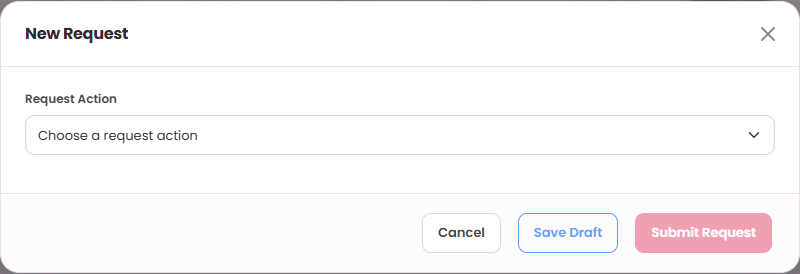 New Request
Request Action
Choose a request action
Cancel
Save Draft
Submit Request